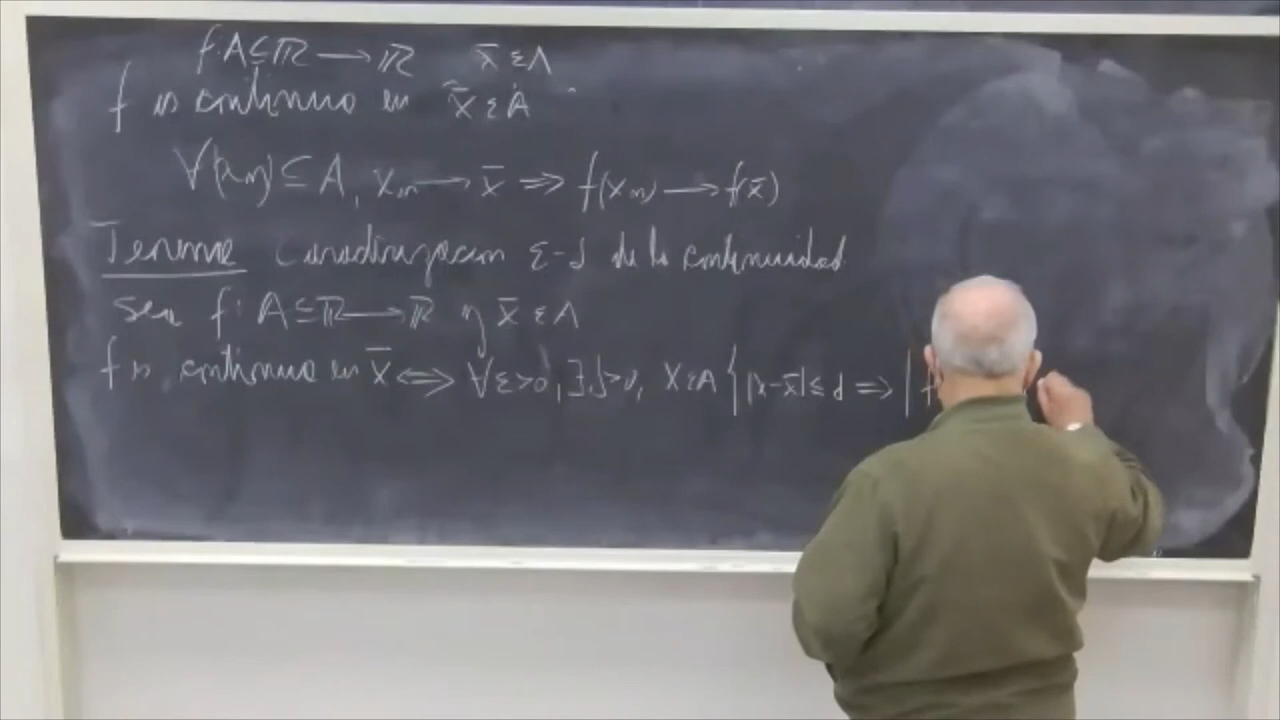 f: A ⊆ ℝ ⟶ ℝ x̄ ∈ A
f es continua en x̄ ∈ A
∀(xₙ) ⊆ A, xₙ ⟶ x̄ ⟹ f(xₙ) ⟶ f(x̄)
Teorema Caracterización ε-δ de la continuidad
Sea f: A ⊆ ℝ ⟶ ℝ y x̄ ∈ A
f es continua en x̄ ⟺ ∀ε>0, ∃δ>0, x∈A { |x-x̄| ≤ δ ⟹ | f